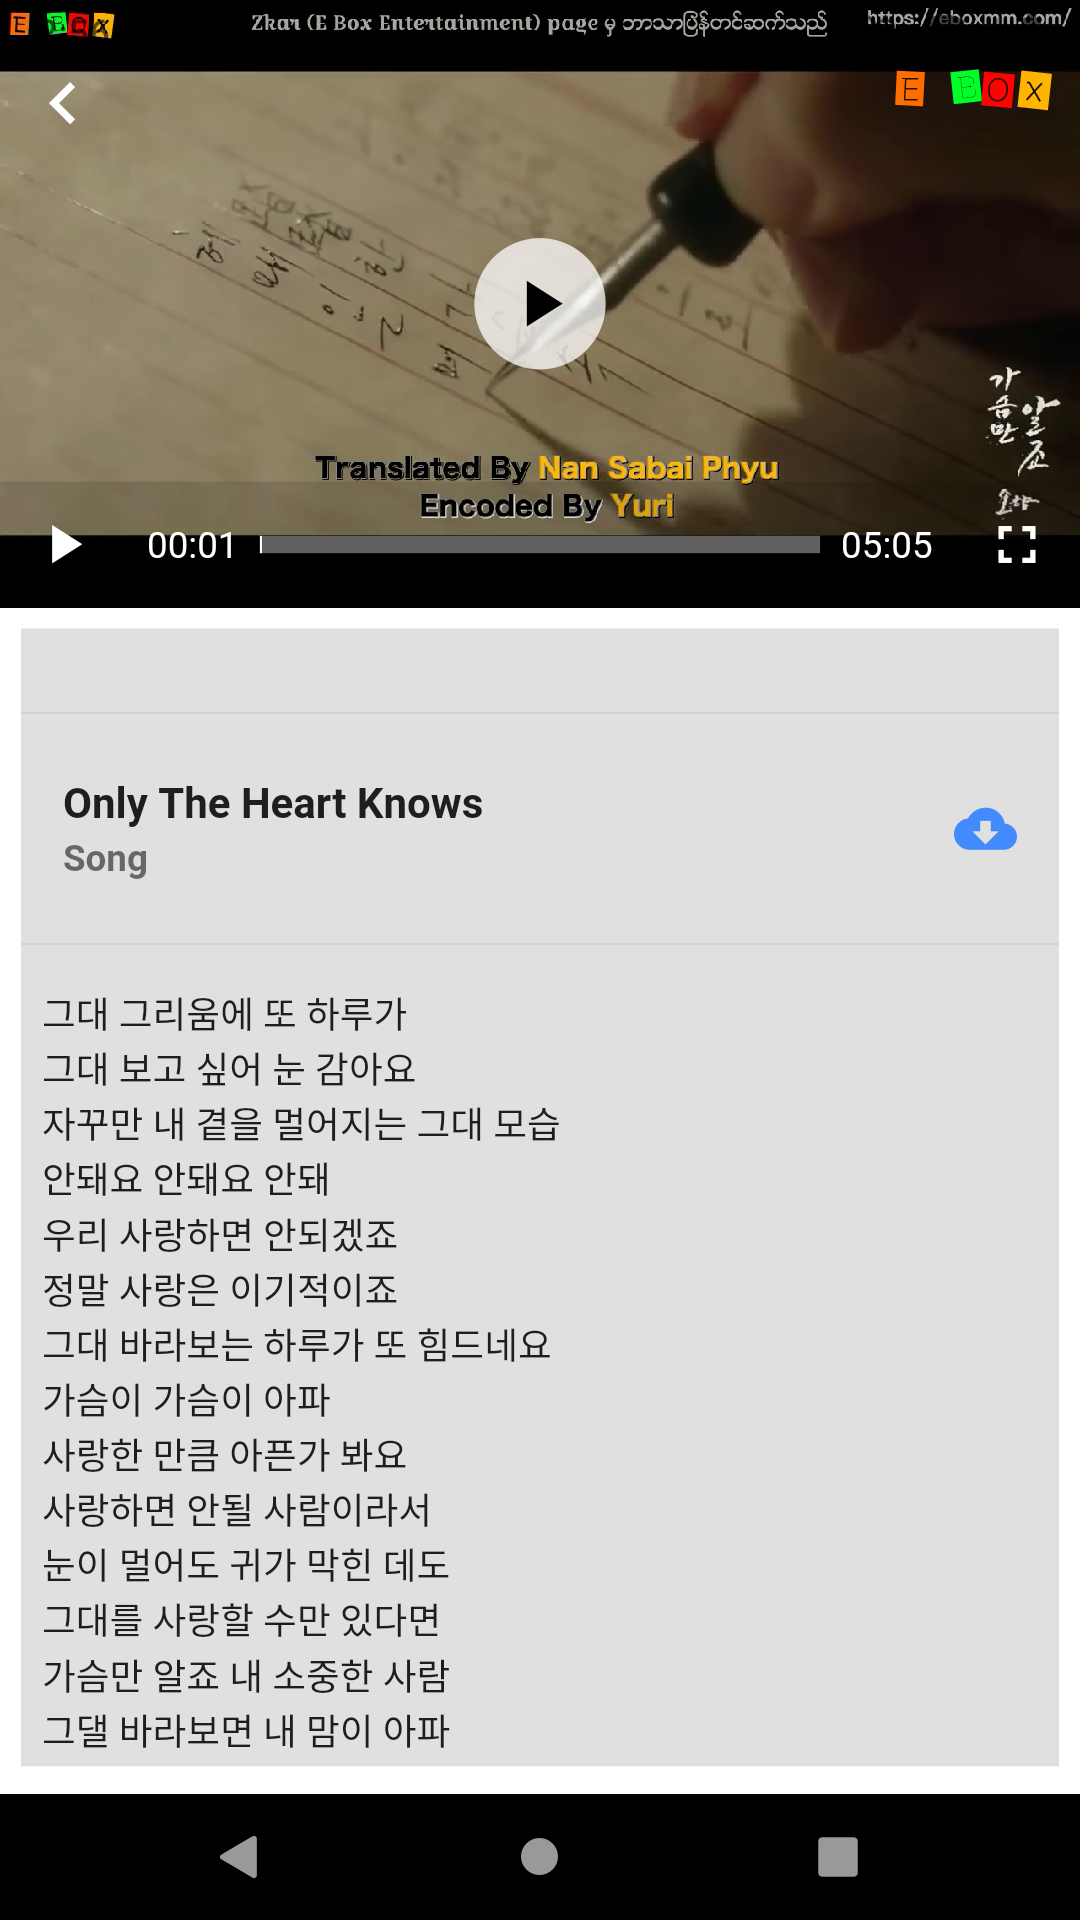 E BOX
Zkar (E Box Entertainment) page မှ ဘာသာပြန်တင်ဆက်သည်
https://eboxmm.com/
E BOX
가슴만 알죠
소향
Translated By Nan Sabai Phyu
Encoded By Yuri
00:01
05:05
Only The Heart Knows
Song
그대 그리움에 또 하루가
그대 보고 싶어 눈 감아요
자꾸만 내 곁을 멀어지는 그대 모습
안돼요 안돼요 안돼
우리 사랑하면 안되겠죠
정말 사랑은 이기적이죠
그대 바라보는 하루가 또 힘드네요
가슴이 가슴이 아파
사랑한 만큼 아픈가 봐요
사랑하면 안될 사람이라서
눈이 멀어도 귀가 막힌 데도
그대를 사랑할 수만 있다면
가슴만 알죠 내 소중한 사람
그댈 바라보면 내 맘이 아파